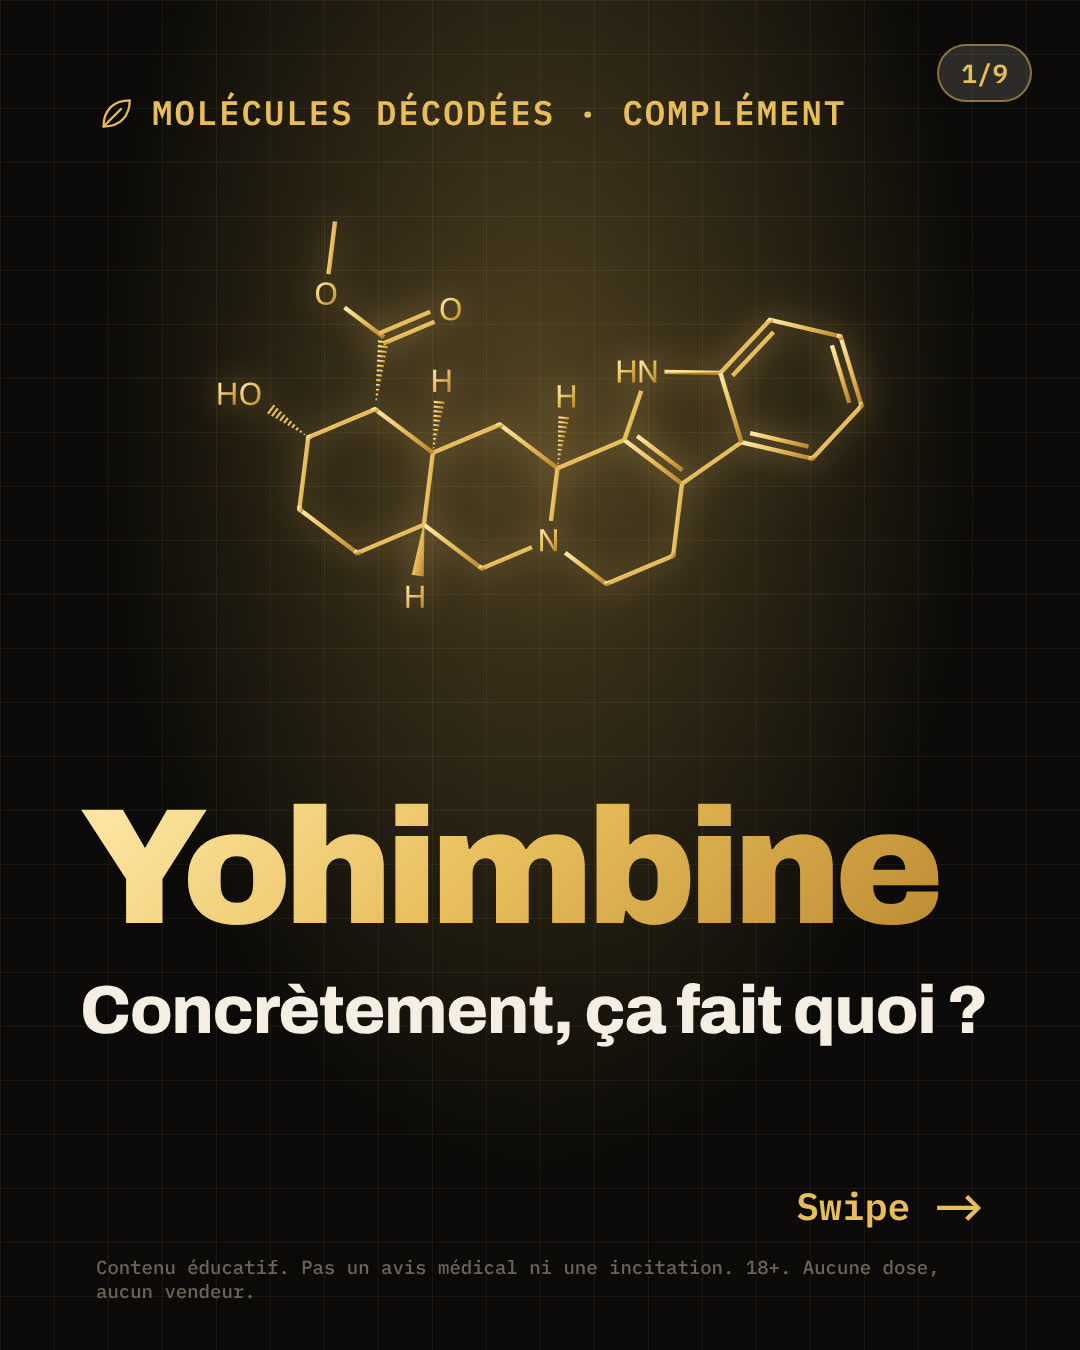 1/9
MOLÉCULES DÉCODÉES · COMPLÉMENT
O
O
H
HN
HO
H
N
H
Yohimbine
Concrètement, ça fait quoi ?
Swipe →
Contenu éducatif. Pas un avis médical ni une incitation. 18+. Aucune dose,
aucun vendeur.